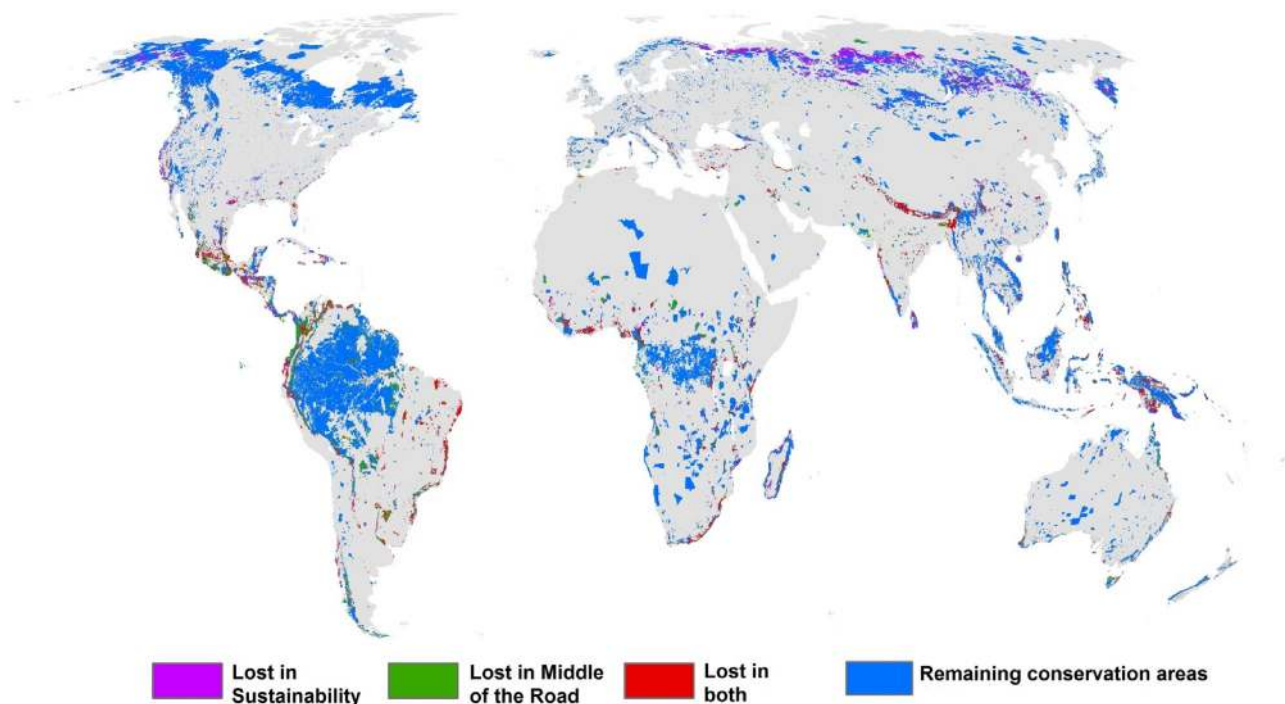 Lost in
Sustainability
Lost in Middle
of the Road
Lost in
both
Remaining conservation areas